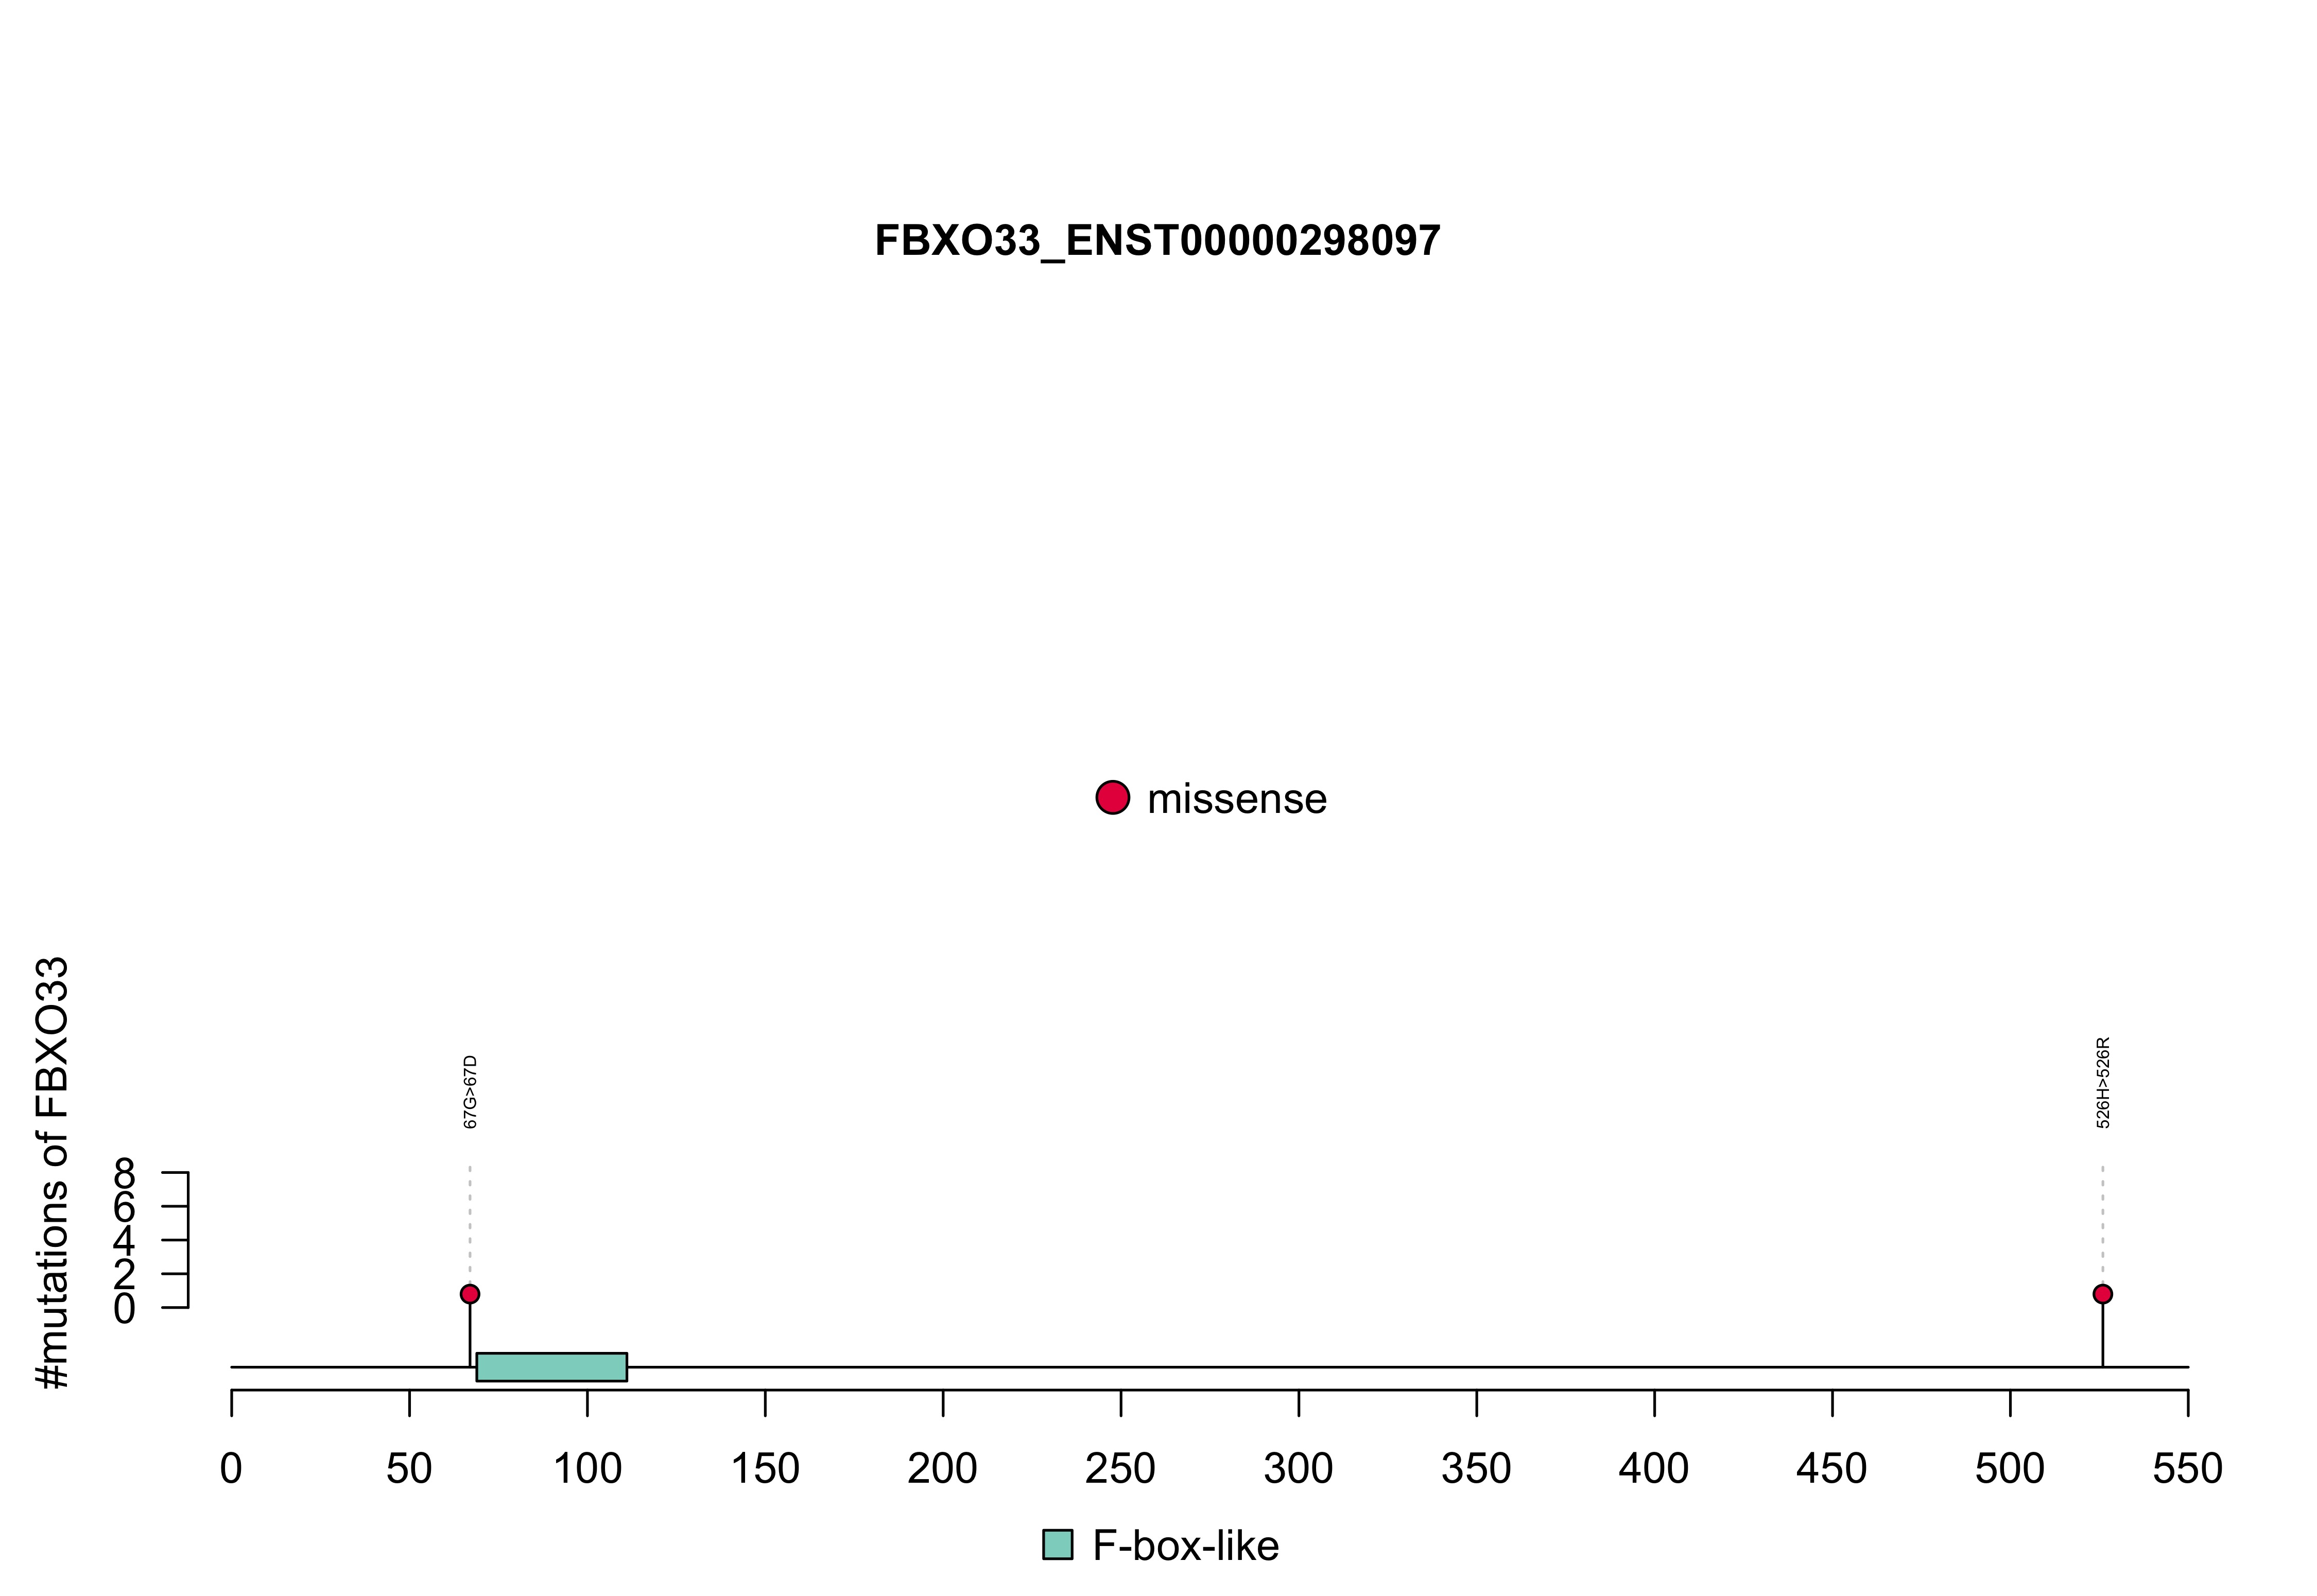 FBXO33_ENST00000298097
missense
#mutations of FBXO33
67G>67D
526H>526R
8
6
4
2
0
0 50 100 150 200 250 300 350 400 450 500 550
F-box-like